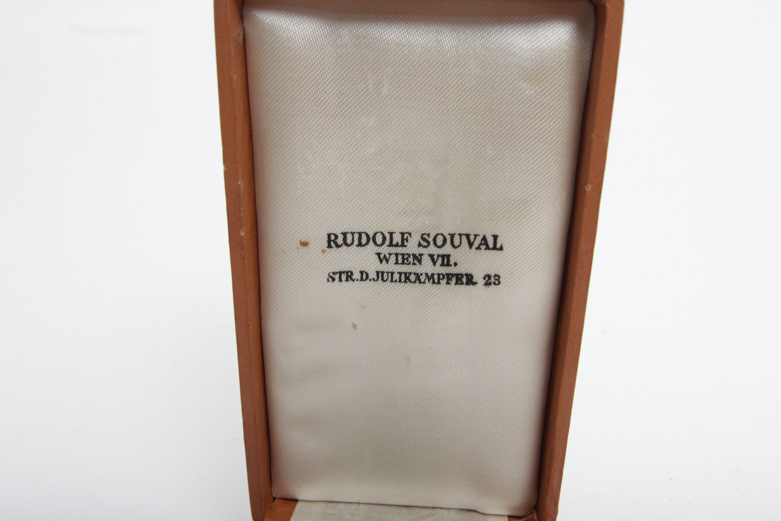 RUDOLF SOUVAL
WIEN VII.
STR.D.JULIKÄMPFER 23